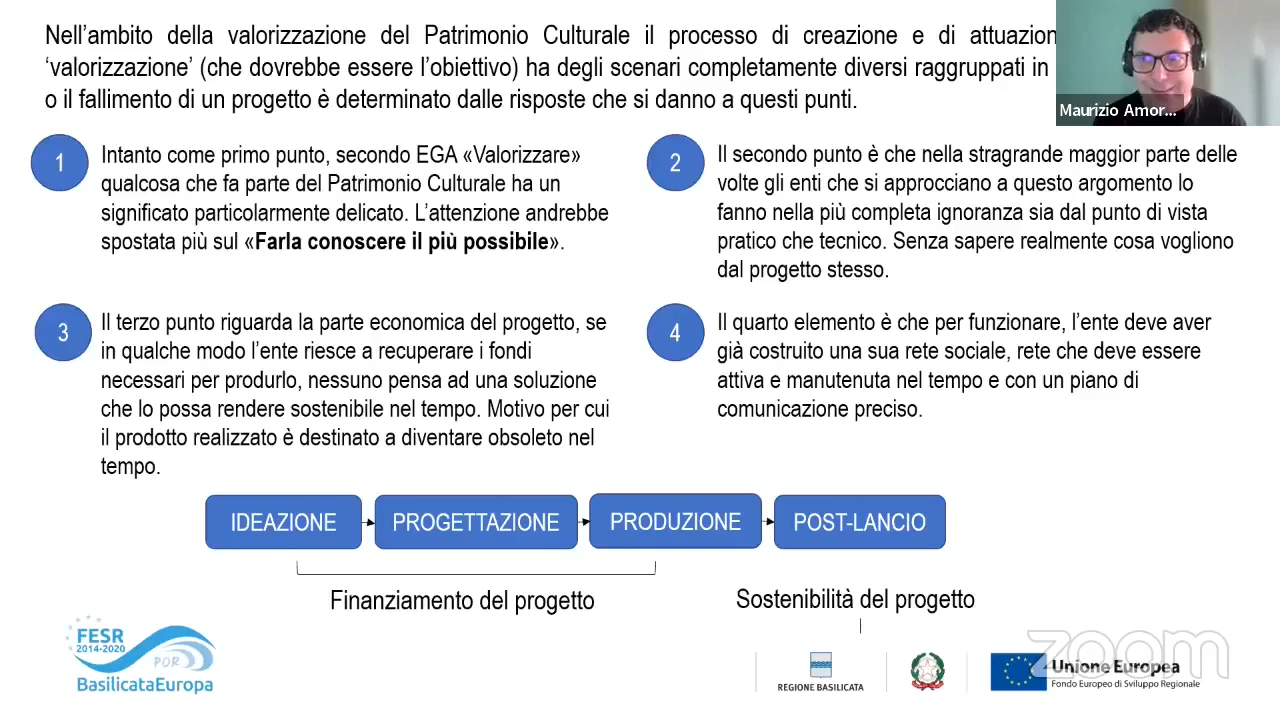 Nell’ambito della valorizzazione del Patrimonio Culturale il processo di creazione e di attuazion
‘valorizzazione’ (che dovrebbe essere l’obiettivo) ha degli scenari completamente diversi raggruppati in
o il fallimento di un progetto è determinato dalle risposte che si danno a questi punti.
Maurizio Amor...
1
Intanto come primo punto, secondo EGA «Valorizzare»
qualcosa che fa parte del Patrimonio Culturale ha un
significato particolarmente delicato. L’attenzione andrebbe
spostata più sul «Farla conoscere il più possibile».
2
Il secondo punto è che nella stragrande maggior parte delle
volte gli enti che si approcciano a questo argomento lo
fanno nella più completa ignoranza sia dal punto di vista
pratico che tecnico. Senza sapere realmente cosa vogliono
dal progetto stesso.
3
Il terzo punto riguarda la parte economica del progetto, se
in qualche modo l’ente riesce a recuperare i fondi
necessari per produrlo, nessuno pensa ad una soluzione
che lo possa rendere sostenibile nel tempo. Motivo per cui
il prodotto realizzato è destinato a diventare obsoleto nel
tempo.
4
Il quarto elemento è che per funzionare, l’ente deve aver
già costruito una sua rete sociale, rete che deve essere
attiva e manutenuta nel tempo e con un piano di
comunicazione preciso.
IDEAZIONE
PROGETTAZIONE
PRODUZIONE
POST-LANCIO
Finanziamento del progetto
Sostenibilità del progetto
FESR
2014-2020
POR
BasilicataEuropa
REGIONE BASILICATA
Unione Europea
Fondo Europeo di Sviluppo Regionale
zoom